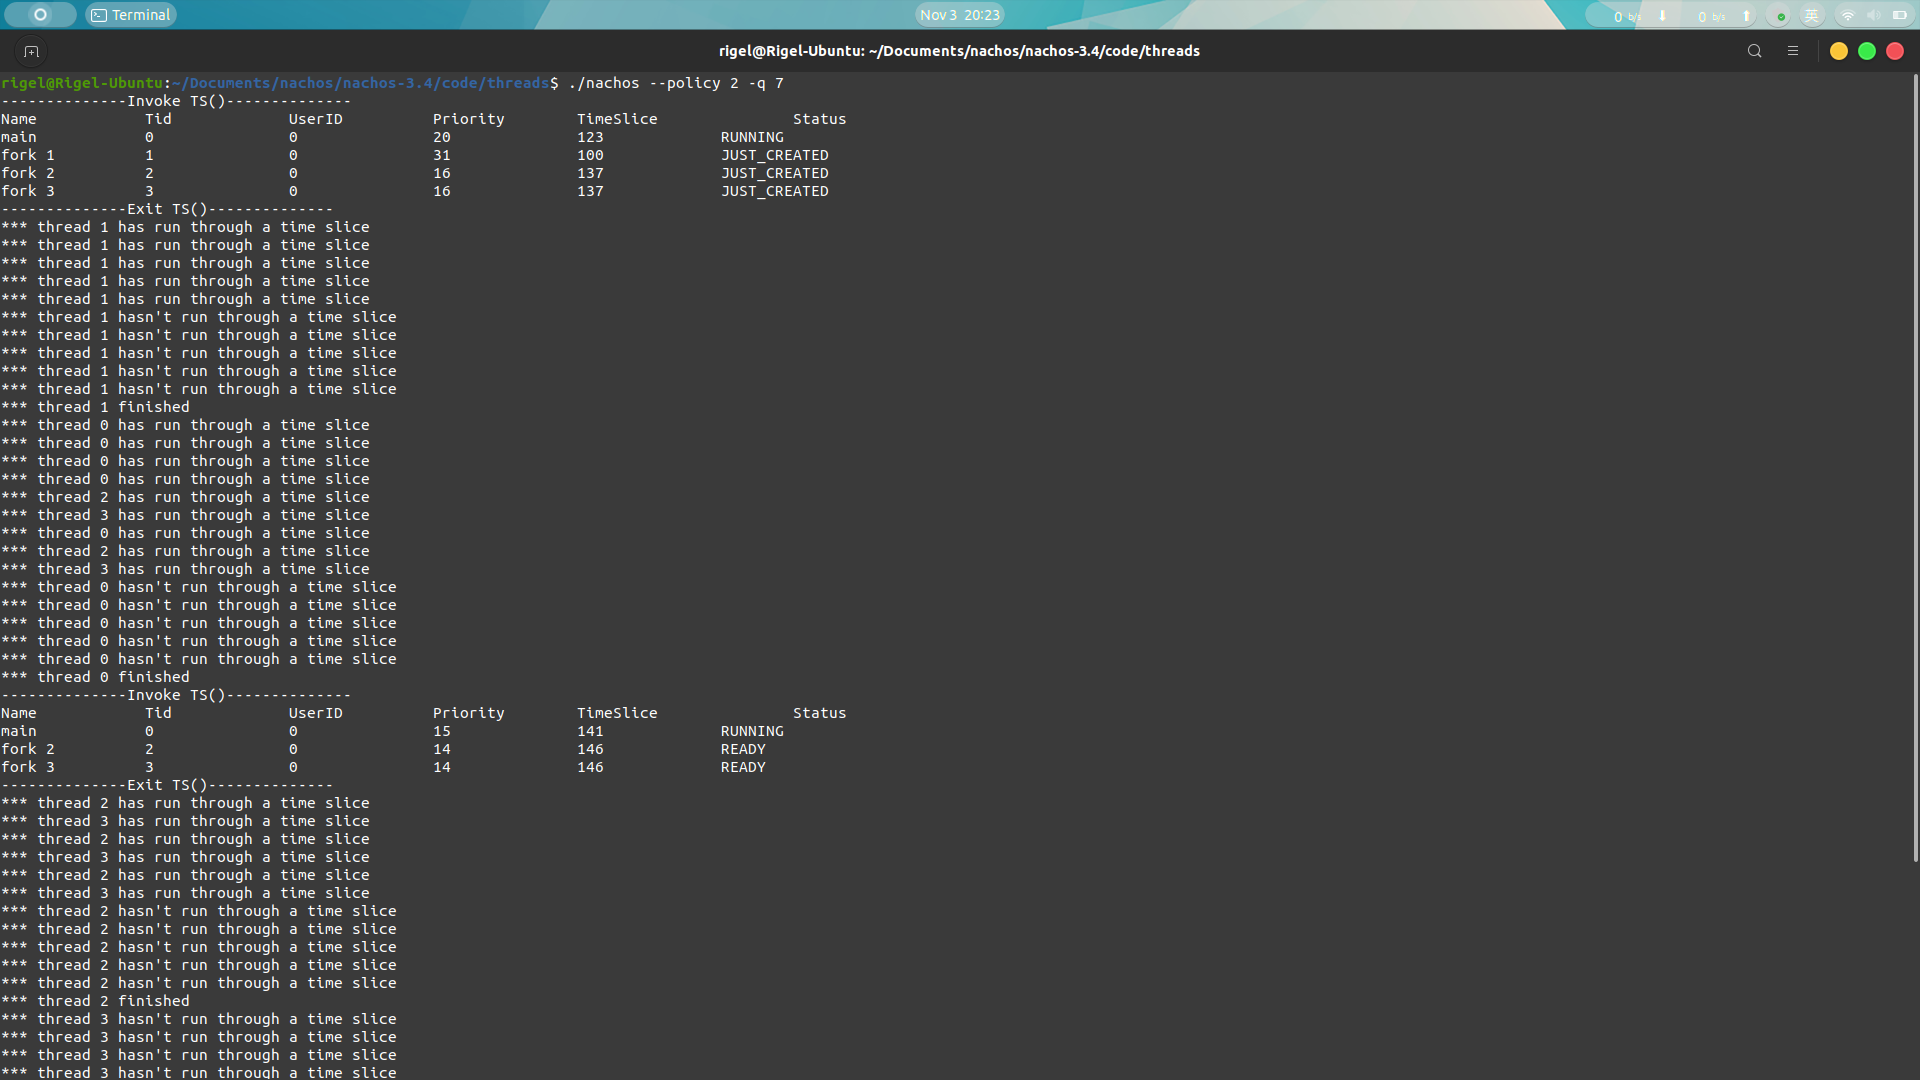 Terminal
Nov 3 20:23
0 b/s 0 b/s 英
rigel@Rigel-Ubuntu: ~/Documents/nachos/nachos-3.4/code/threads
rigel@Rigel-Ubuntu:~/Documents/nachos/nachos-3.4/code/threads$ ./nachos --policy 2 -q 7
--------------Invoke TS()--------------
Name Tid UserID Priority TimeSlice Status
main 0 0 20 123 RUNNING
fork 1 1 0 31 100 JUST_CREATED
fork 2 2 0 16 137 JUST_CREATED
fork 3 3 0 16 137 JUST_CREATED
--------------Exit TS()--------------
*** thread 1 has run through a time slice
*** thread 1 has run through a time slice
*** thread 1 has run through a time slice
*** thread 1 has run through a time slice
*** thread 1 has run through a time slice
*** thread 1 hasn't run through a time slice
*** thread 1 hasn't run through a time slice
*** thread 1 hasn't run through a time slice
*** thread 1 hasn't run through a time slice
*** thread 1 hasn't run through a time slice
*** thread 1 finished
*** thread 0 has run through a time slice
*** thread 0 has run through a time slice
*** thread 0 has run through a time slice
*** thread 0 has run through a time slice
*** thread 2 has run through a time slice
*** thread 3 has run through a time slice
*** thread 0 has run through a time slice
*** thread 2 has run through a time slice
*** thread 3 has run through a time slice
*** thread 0 hasn't run through a time slice
*** thread 0 hasn't run through a time slice
*** thread 0 hasn't run through a time slice
*** thread 0 hasn't run through a time slice
*** thread 0 hasn't run through a time slice
*** thread 0 finished
--------------Invoke TS()--------------
Name Tid UserID Priority TimeSlice Status
main 0 0 15 141 RUNNING
fork 2 2 0 14 146 READY
fork 3 3 0 14 146 READY
--------------Exit TS()--------------
*** thread 2 has run through a time slice
*** thread 3 has run through a time slice
*** thread 2 has run through a time slice
*** thread 3 has run through a time slice
*** thread 2 has run through a time slice
*** thread 3 has run through a time slice
*** thread 2 hasn't run through a time slice
*** thread 2 hasn't run through a time slice
*** thread 2 hasn't run through a time slice
*** thread 2 hasn't run through a time slice
*** thread 2 hasn't run through a time slice
*** thread 2 finished
*** thread 3 hasn't run through a time slice
*** thread 3 hasn't run through a time slice
*** thread 3 hasn't run through a time slice
*** thread 3 hasn't run through a time slice